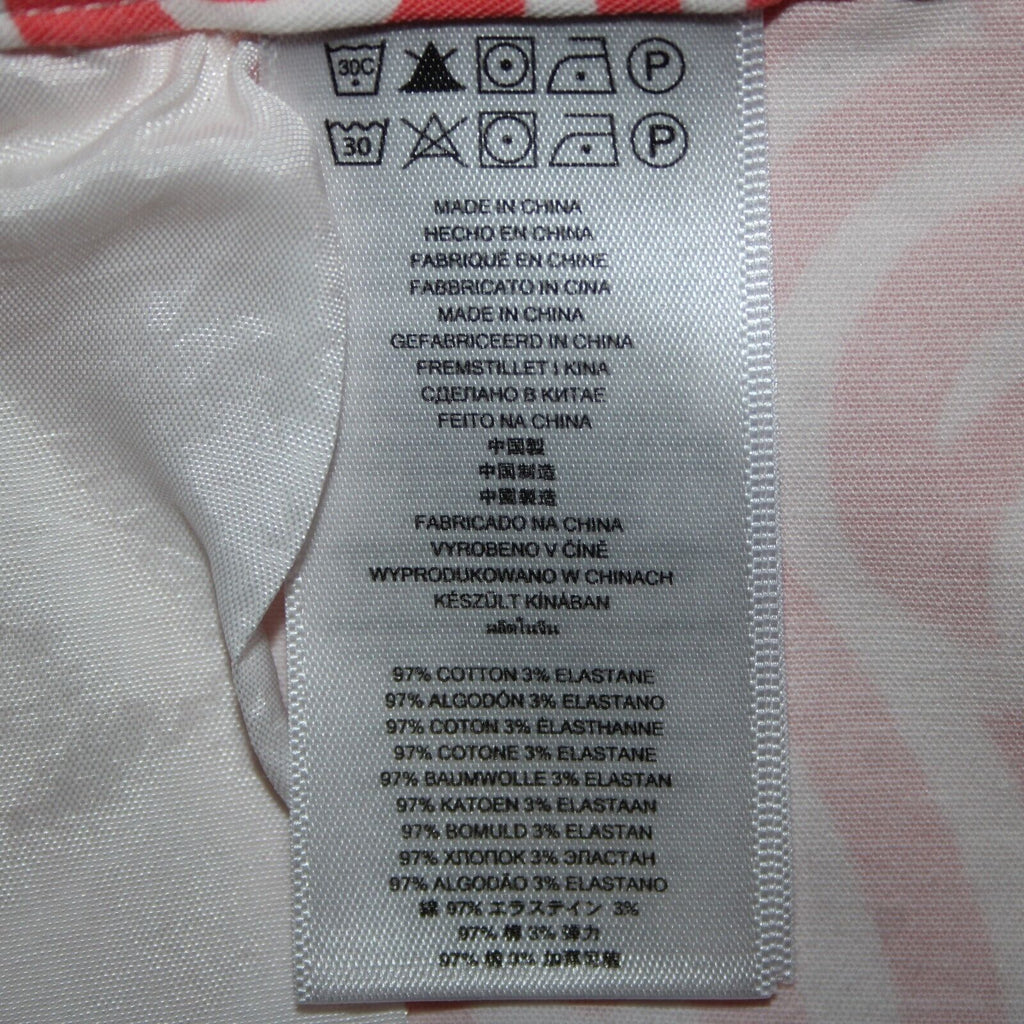 30C P
30 P
MADE IN CHINA
HECHO EN CHINA
FABRIQUÉ EN CHINE
FABBRICATO IN CINA
MADE IN CHINA
GEFABRICEERD IN CHINA
FREMSTILLET I KINA
СДЕЛАНО В КИТАЕ
FEITO NA CHINA
中国製
中国制造
中國製造
FABRICADO NA CHINA
VYROBENO V ČÍNĚ
WYPRODUKOWANO W CHINACH
KÉSZÜLT KÍNÁBAN
ผลิตในจีน
97% COTTON 3% ELASTANE
97% ALGODÓN 3% ELASTANO
97% COTON 3% ÉLASTHANNE
97% COTONE 3% ELASTANE
97% BAUMWOLLE 3% ELASTAN
97% KATOEN 3% ELASTAAN
97% BOMULD 3% ELASTAN
97% ХЛОПОК 3% ЭЛАСТАН
97% ALGODÃO 3% ELASTANO
綿 97% エラステイン 3%
97% 棉 3% 弹力
97% 棉 3%